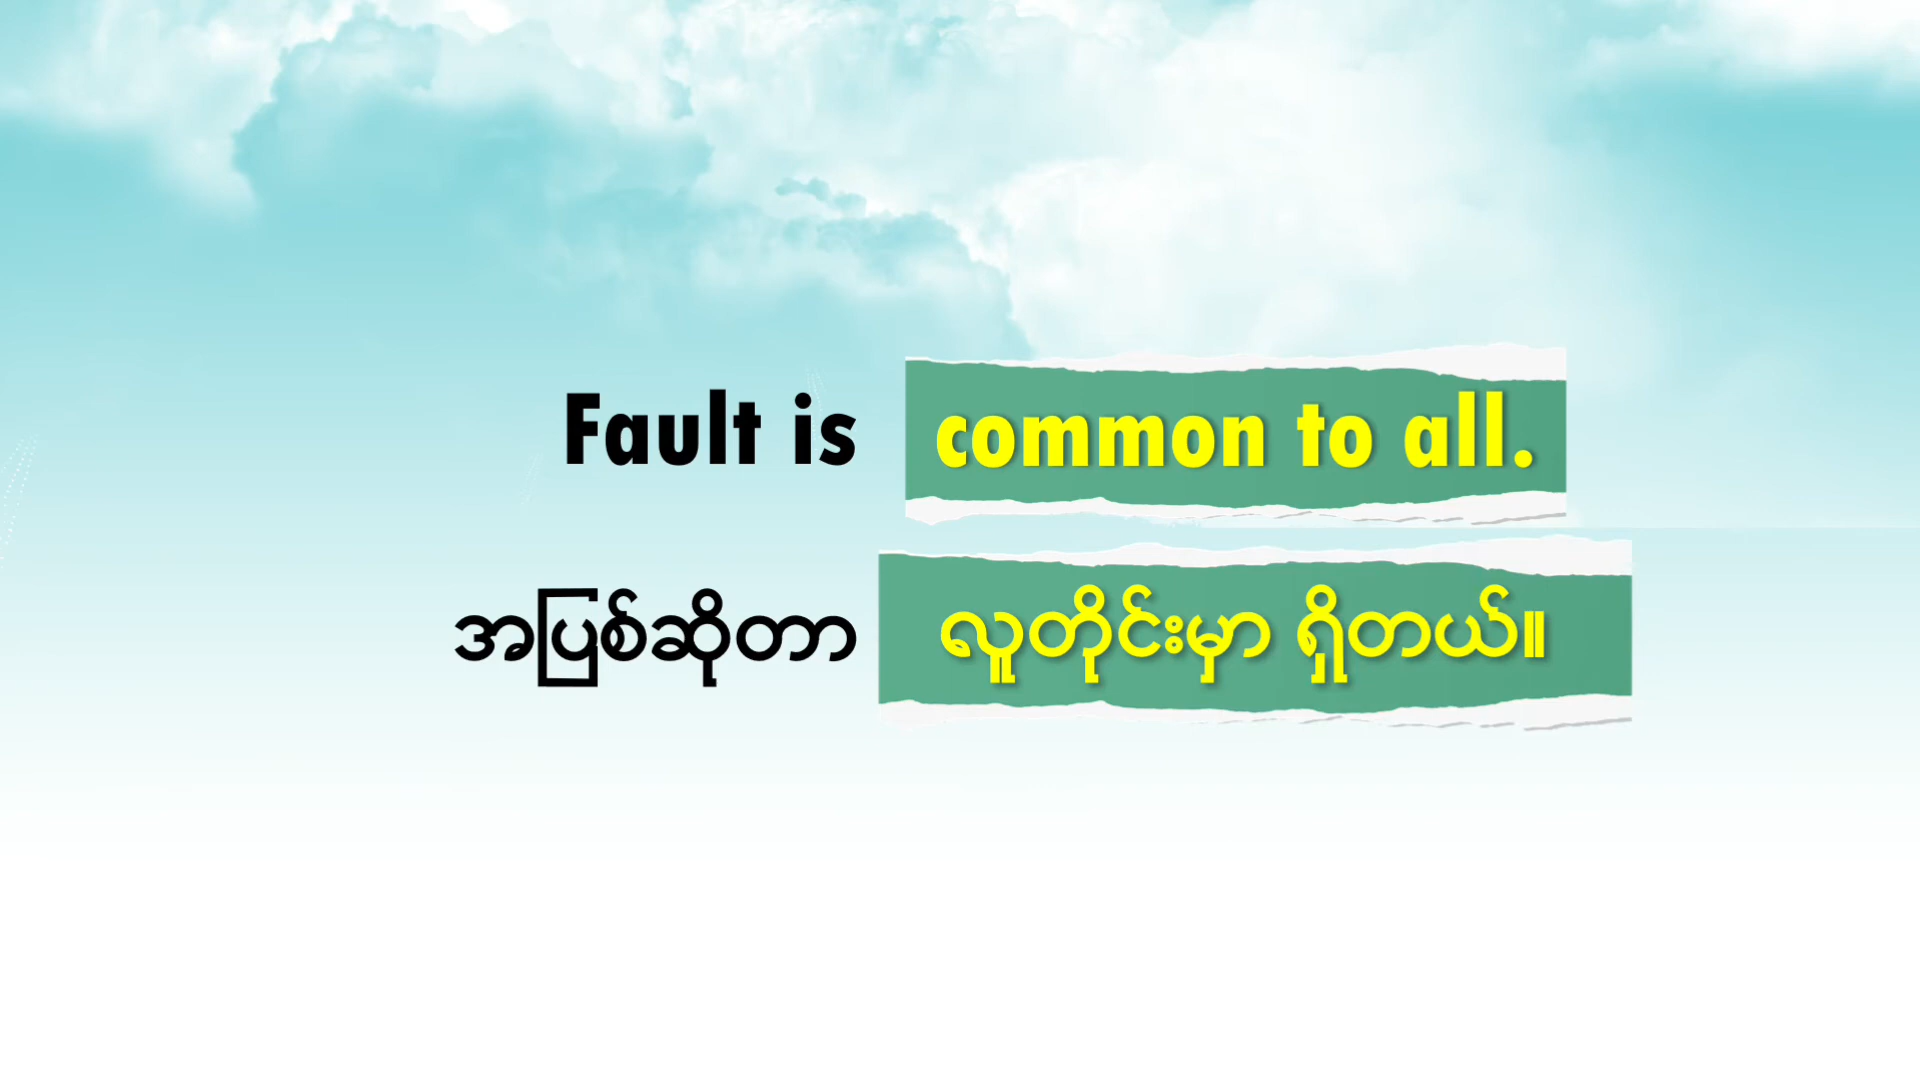 Fault is common to all.
အပြစ်ဆိုတာ လူတိုင်းမှာ ရှိတယ်။